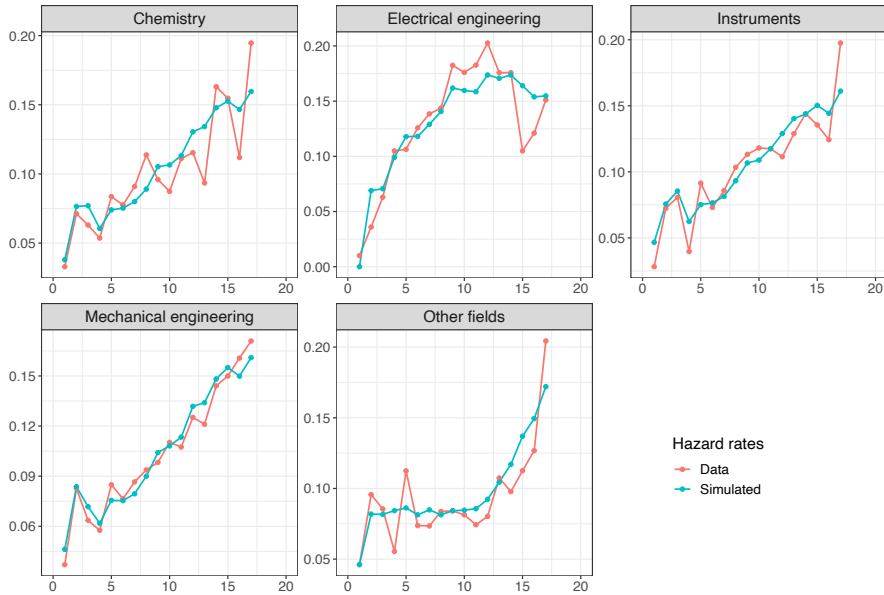 Chemistry
0.20
0.15
0.10
0.05
0 5 10 15 20
Electrical engineering
0.20
0.15
0.10
0.05
0.00
0 5 10 15 20
Instruments
0.20
0.15
0.10
0.05
0 5 10 15 20
Mechanical engineering
0.15
0.12
0.09
0.06
0 5 10 15 20
Other fields
0.20
0.15
0.10
0.05
0 5 10 15 20
Hazard rates
Data
Simulated